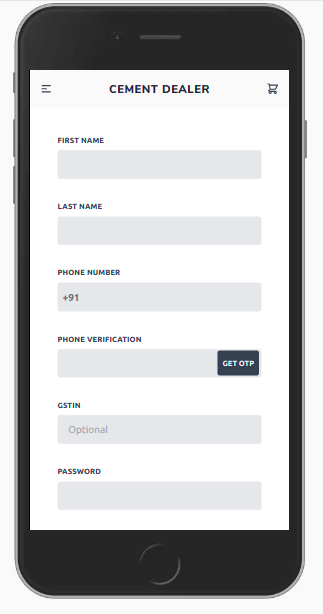 CEMENT DEALER
FIRST NAME
LAST NAME
PHONE NUMBER
+91
PHONE VERIFICATION
GET OTP
GSTIN
Optional
PASSWORD